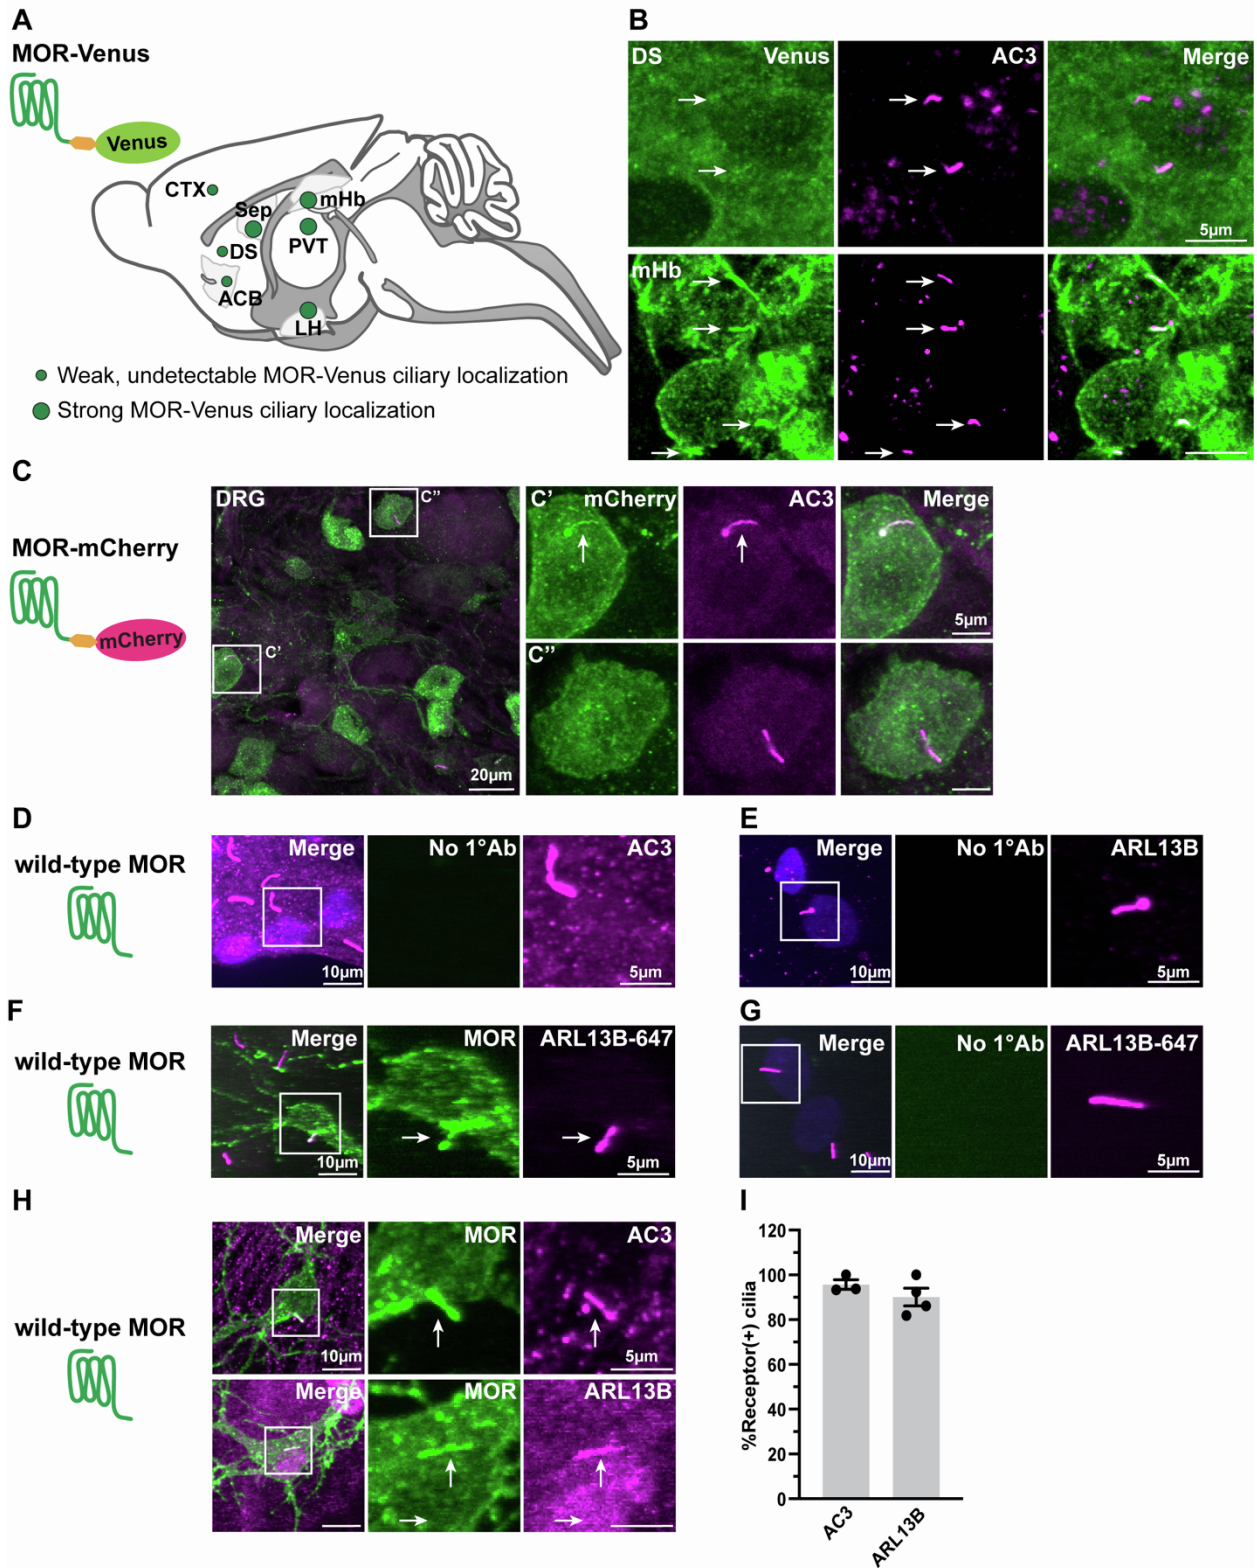 A
MOR-Venus
Venus
CTX
Sep
mHb
DS
PVT
ACB
LH
Weak, undetectable MOR-Venus ciliary localization
Strong MOR-Venus ciliary localization
B
DS Venus AC3 Merge
5µm
mHb
C
MOR-mCherry
mCherry
DRG C’’ C’ mCherry AC3 Merge
C’
5µm
C’’
20µm
D
wild-type MOR
Merge No 1°Ab AC3
10µm 5µm
E
Merge No 1°Ab ARL13B
10µm 5µm
F
wild-type MOR
Merge MOR ARL13B-647
10µm 5µm
G
Merge No 1°Ab ARL13B-647
10µm 5µm
H
wild-type MOR
Merge MOR AC3
10µm 5µm
Merge MOR ARL13B
I
%Receptor(+) cilia
120
100
80
60
40
20
0
AC3
ARL13B